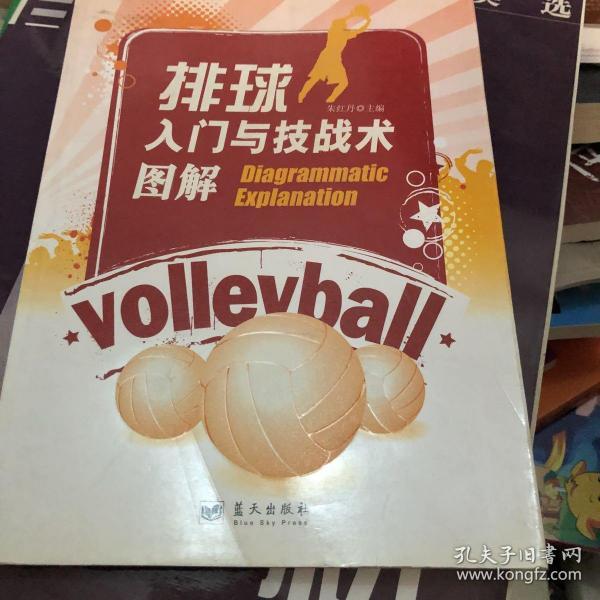 选
排球
朱红丹◎主编
入门与技战术
图解
Diagrammatic
Explanation
volleyball
蓝天出版社
Blue Sky Press
孔夫子旧书网
www.kongfz.com